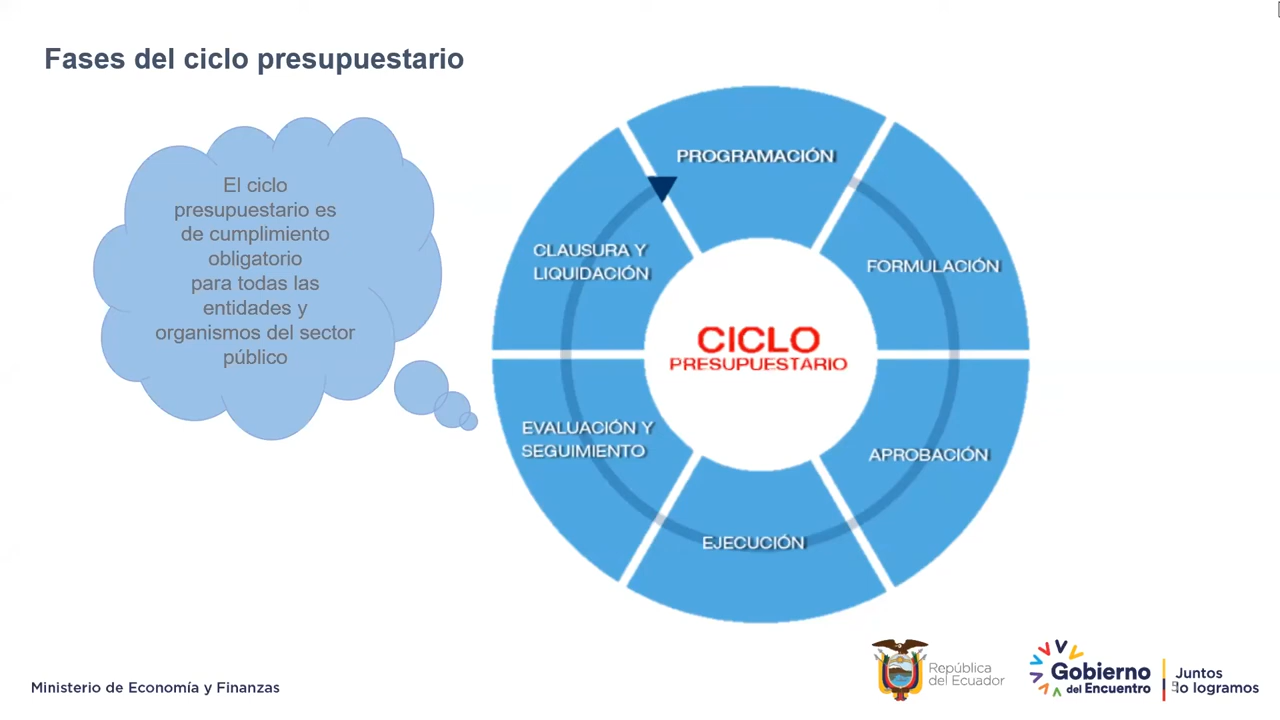 Fases del ciclo presupuestario
El ciclo
presupuestario es
de cumplimiento
obligatorio
para todas las
entidades y
organismos del sector
público
PROGRAMACIÓN
FORMULACIÓN
APROBACIÓN
EJECUCIÓN
EVALUACIÓN Y
SEGUIMIENTO
CLAUSURA Y
LIQUIDACIÓN
CICLO
PRESUPUESTARIO
Ministerio de Economía y Finanzas
República
del Ecuador
Gobierno
del Encuentro
Juntos
lo logramos